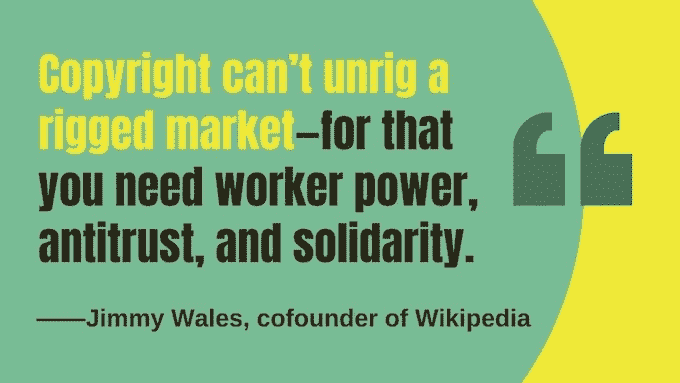 Copyright can't unrig a
rigged market—for that
you need worker power,
antitrust, and solidarity.
——Jimmy Wales, cofounder of Wikipedia